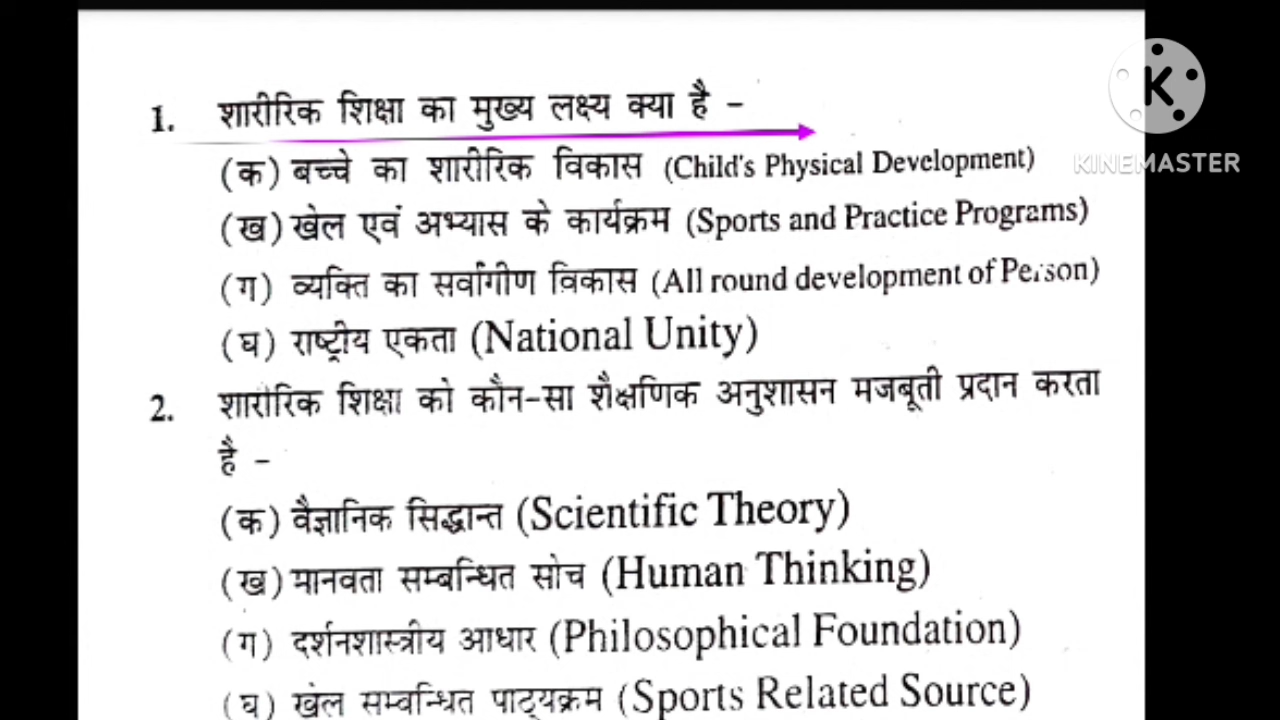 1. शारीरिक शिक्षा का मुख्य लक्ष्य क्या है -
(क) बच्चे का शारीरिक विकास (Child's Physical Development)
(ख) खेल एवं अभ्यास के कार्यक्रम (Sports and Practice Programs)
(ग) व्यक्ति का सर्वांगीण विकास (All round development of Person)
(घ) राष्ट्रीय एकता (National Unity)
2. शारीरिक शिक्षा को कौन-सा शैक्षणिक अनुशासन मजबूती प्रदान करता
है -
(क) वैज्ञानिक सिद्धान्त (Scientific Theory)
(ख) मानवता सम्बन्धित सोच (Human Thinking)
(ग) दर्शनशास्त्रीय आधार (Philosophical Foundation)
(घ) खेल सम्बन्धित पाठ्यक्रम (Sports Related Source)
K
KINEMASTER